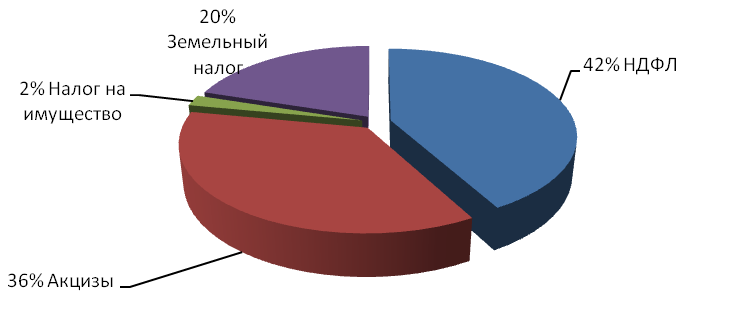 20%
Земельный
налог
42% НДФЛ
2% Налог на
имущество
36% Акцизы